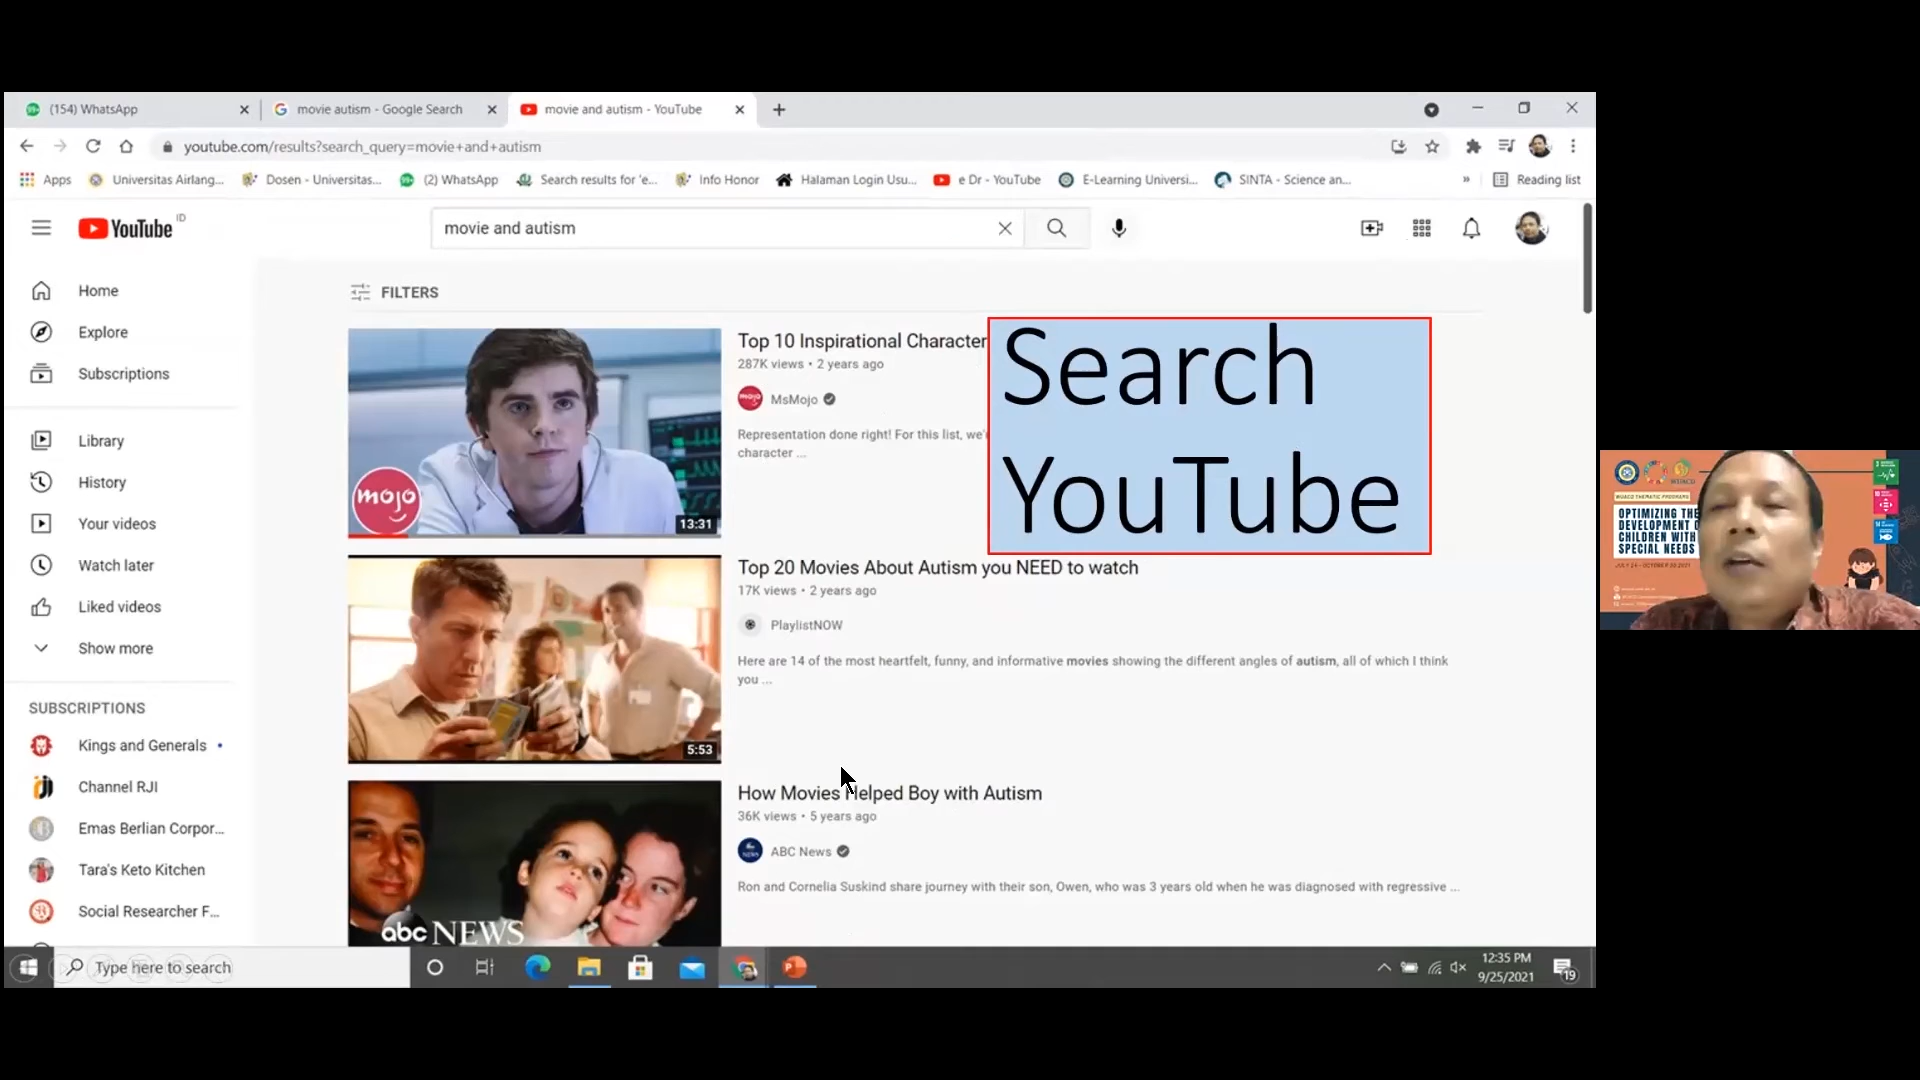 (154) WhatsApp
movie autism - Google Search
movie and autism - YouTube
youtube.com/results?search_query=movie+and+autism
Apps
Universitas Airlang...
Dosen - Universitas...
(2) WhatsApp
Search results for 'e...
Info Honor
Halaman Login Usu...
e Dr - YouTube
E-Learning Universi...
SINTA - Science an...
»
Reading list
YouTube ID
movie and autism
Home
Explore
Subscriptions
Library
History
Your videos
Watch later
Liked videos
Show more
SUBSCRIPTIONS
Kings and Generals
Channel RJI
Emas Berlian Corpor...
Tara's Keto Kitchen
Social Researcher F...
FILTERS
mojo
13:31
Top 10 Inspirational Character
287K views • 2 years ago
MsMojo
Representation done right! For this list, we'
character ...
Search
YouTube
5:53
Top 20 Movies About Autism you NEED to watch
17K views • 2 years ago
PlaylistNOW
Here are 14 of the most heartfelt, funny, and informative movies showing the different angles of autism, all of which I think
you ...
abc NEWS
How Movies Helped Boy with Autism
36K views • 5 years ago
ABC News
Ron and Cornelia Suskind share journey with their son, Owen, who was 3 years old when he was diagnosed with regressive ...
Type here to search
12:35 PM
9/25/2021
19
WUACD THEMATIC PROGRAM
OPTIMIZING THE
DEVELOPMENT O
CHILDREN WITH
SPECIAL NEEDS
JULY 24 - OCTOBER 09 2021